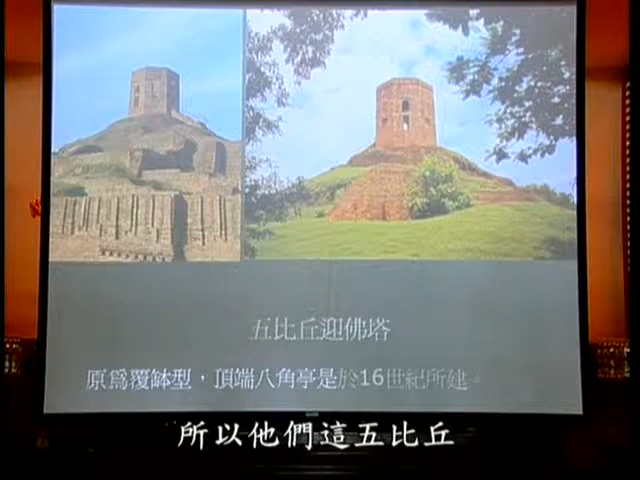 五比丘迎佛塔
原為覆缽型，頂端八角亭是於16世紀所建。
所以他們這五比丘